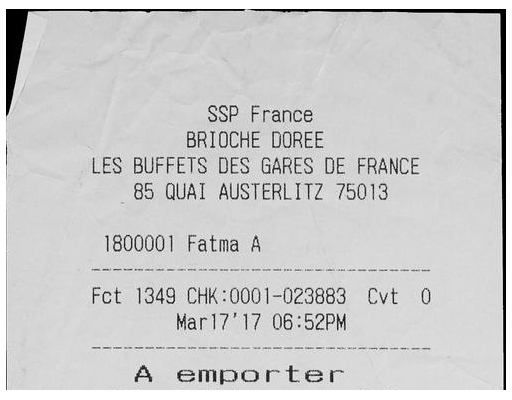 SSP France
BRIOCHE DOREE
LES BUFFETS DES GARES DE FRANCE
85 QUAI AUSTERLITZ 75013
1800001 Fatma A
Fct 1349 CHK:0001-023883 Cvt 0
Mar17'17 06:52PM
A emporter